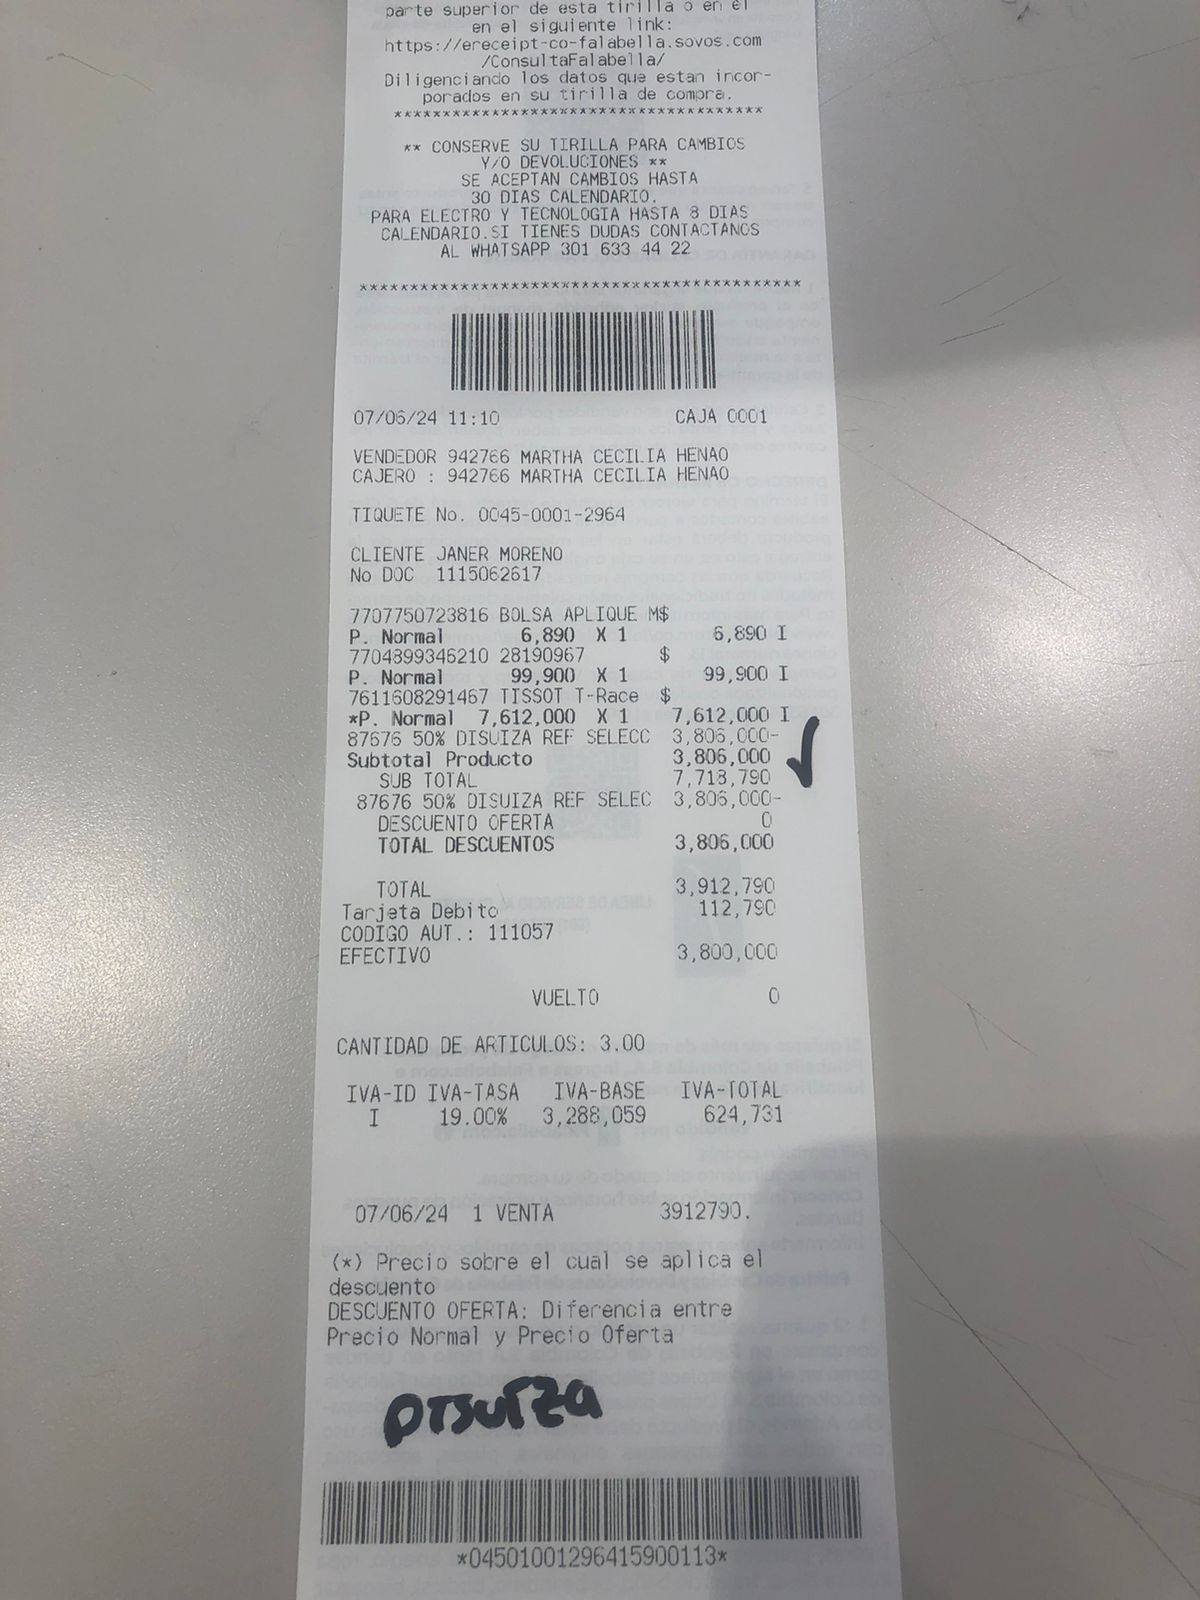 parte superior de esta tirilla o en el
en el siguiente link:
https://ereceipt-co-falabella.sovos.com
/ConsultaFalabella/
Diligenciando los datos que estan incor-
porados en su tirilla de compra.
****************************************
** CONSERVE SU TIRILLA PARA CAMBIOS
Y/O DEVOLUCIONES **
SE ACEPTAN CAMBIOS HASTA
30 DIAS CALENDARIO.
PARA ELECTRO Y TECNOLOGIA HASTA 8 DIAS
CALENDARIO.SI TIENES DUDAS CONTACTANOS
AL WHATSAPP 301 633 44 22
********************************************
07/06/24 11:10 CAJA 0001
VENDEDOR 942766 MARTHA CECILIA HENAO
CAJERO : 942766 MARTHA CECILIA HENAO
TIQUETE No. 0045-0001-2964
CLIENTE JANER MORENO
No DOC 1115062617
7707750723816 BOLSA APLIQUE M$
P. Normal 6,890 X 1 6,890 I
7704899346210 28190967 $
P. Normal 99,900 X 1 99,900 I
7611608291467 TISSOT T-Race $
*P. Normal 7,612,000 X 1 7,612,000 I
87676 50% DISUIZA REF SELECC 3,806,000-
Subtotal Producto 3,806,000
SUB TOTAL 7,718,790
87676 50% DISUIZA REF SELEC 3,806,000-
DESCUENTO OFERTA 0
TOTAL DESCUENTOS 3,806,000
TOTAL 3,912,790
Tarjeta Debito 112,790
CODIGO AUT.: 111057
EFECTIVO 3,800,000
VUELTO 0
CANTIDAD DE ARTICULOS: 3.00
IVA-ID IVA-TASA IVA-BASE IVA-TOTAL
I 19.00% 3,288,059 624,731
07/06/24 1 VENTA 3912790.
(*) Precio sobre el cual se aplica el
descuento
DESCUENTO OFERTA: Diferencia entre
Precio Normal y Precio Oferta
DISUIZA
*04501001296415900113*